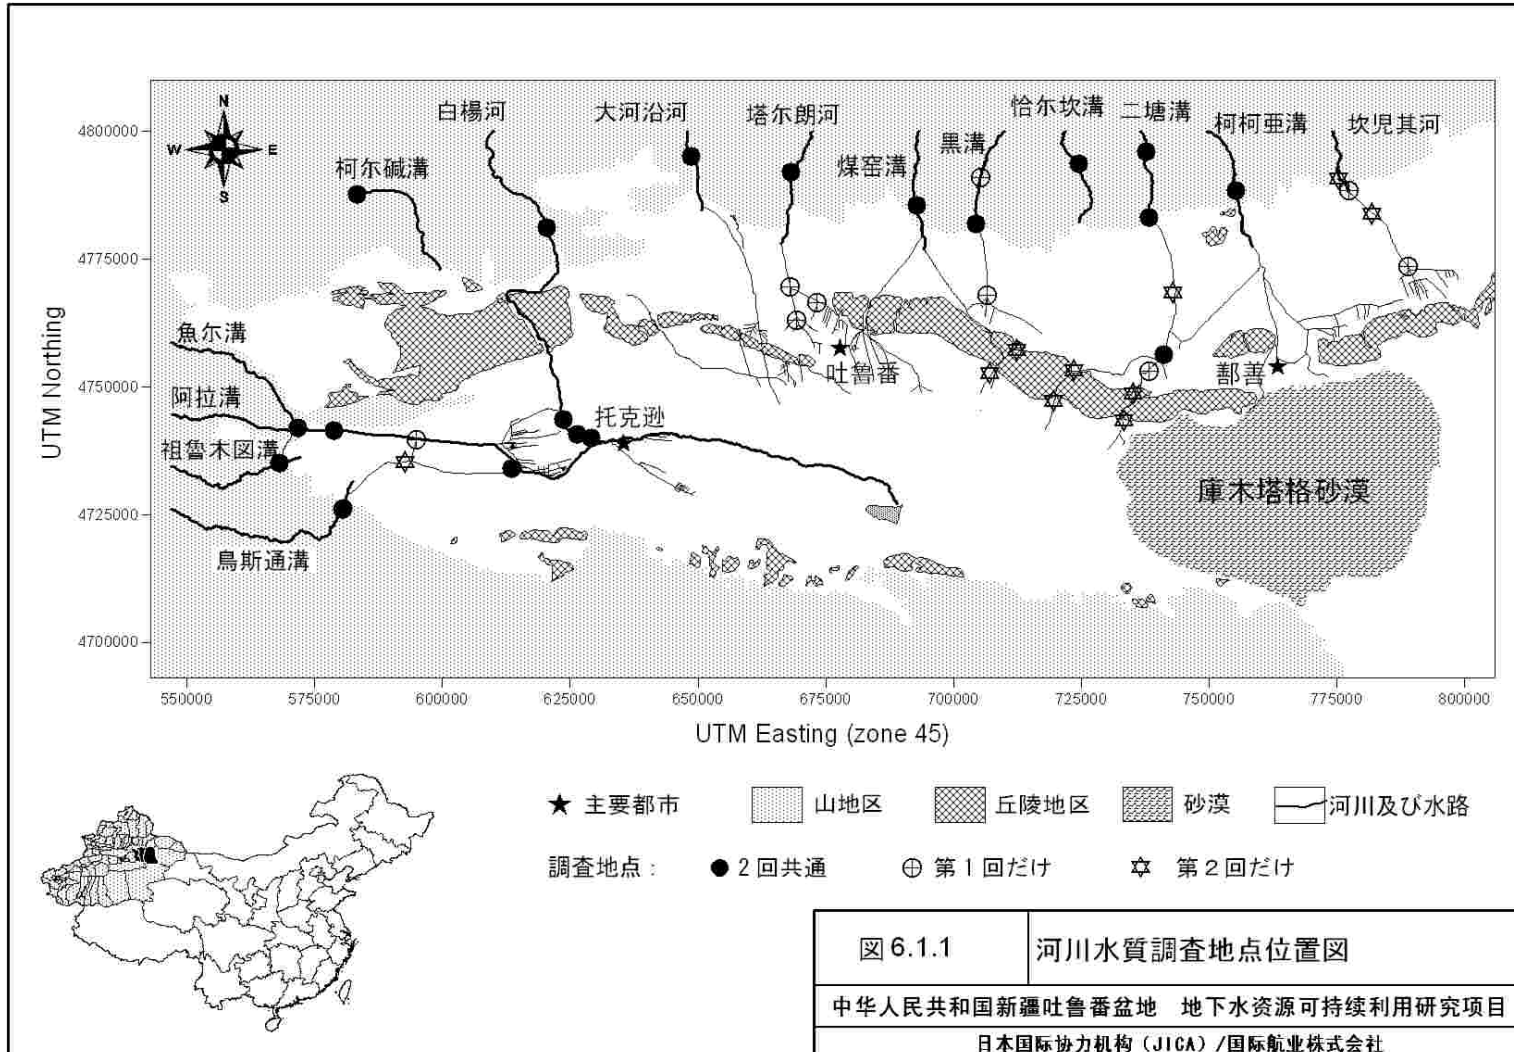 N
W E
S
白楊河
大河沿河
塔尔朗河
恰尔坎溝
二塘溝
柯柯亜溝
坎児其河
柯尔碱溝
煤窑溝
黒溝
魚尓溝
阿拉溝
祖魯木図溝
鳥斯通溝
托克逊
吐鲁番
鄯善
庫木塔格砂漠
UTM Northing
4800000
4775000
4750000
4725000
4700000
550000 575000 600000 625000 650000 675000 700000 725000 750000 775000 800000
UTM Easting (zone 45)
主要都市 山地区 丘陵地区 砂漠 河川及び水路
調査地点： 2回共通 第1回だけ 第2回だけ
図6.1.1 河川水質調査地点位置図
中华人民共和国新疆吐鲁番盆地 地下水资源可持续利用研究项目
日本国际协力机构（JICA）/国际航业株式会社